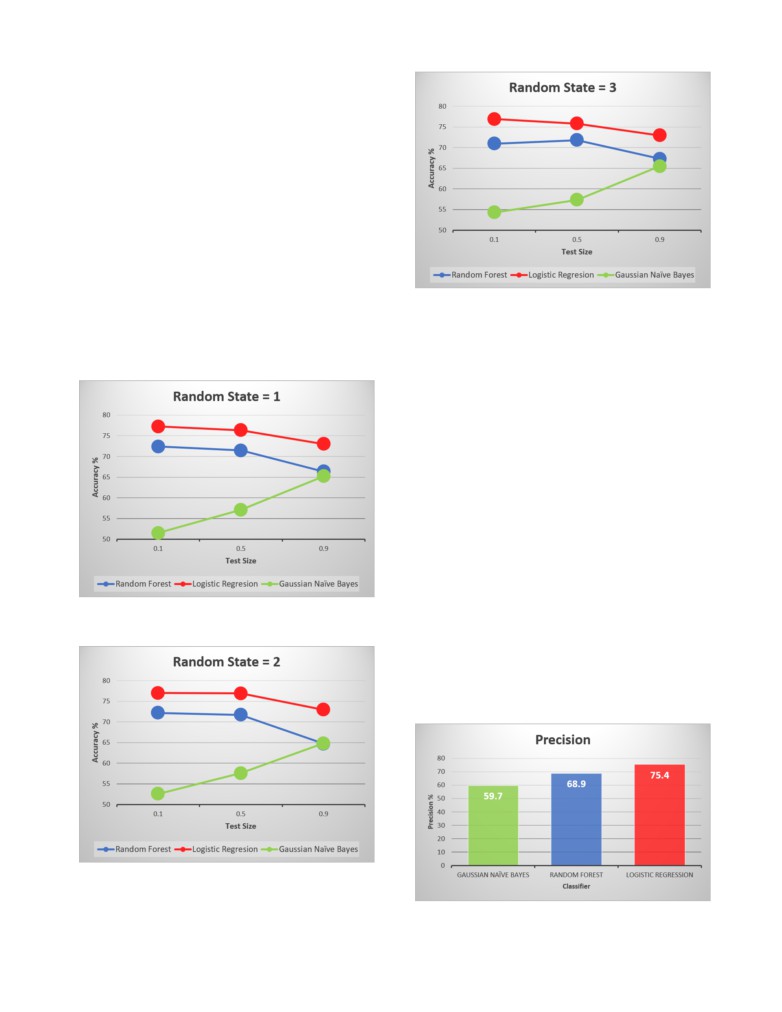 Random State = 1
80
75
70
65
60
55
50
Accuracy %
0.1 0.5 0.9
Test Size
Random Forest Logistic Regresion Gaussian Naïve Bayes
Random State = 2
80
75
70
65
60
55
50
Accuracy %
0.1 0.5 0.9
Test Size
Random Forest Logistic Regresion Gaussian Naïve Bayes
Random State = 3
80
75
70
65
60
55
50
Accuracy %
0.1 0.5 0.9
Test Size
Random Forest Logistic Regresion Gaussian Naïve Bayes
Precision
80
70
60
50
40
30
20
10
0
Precision %
59.7 68.9 75.4
GAUSSIAN NAÏVE BAYES RANDOM FOREST LOGISTIC REGRESSION
Classifier